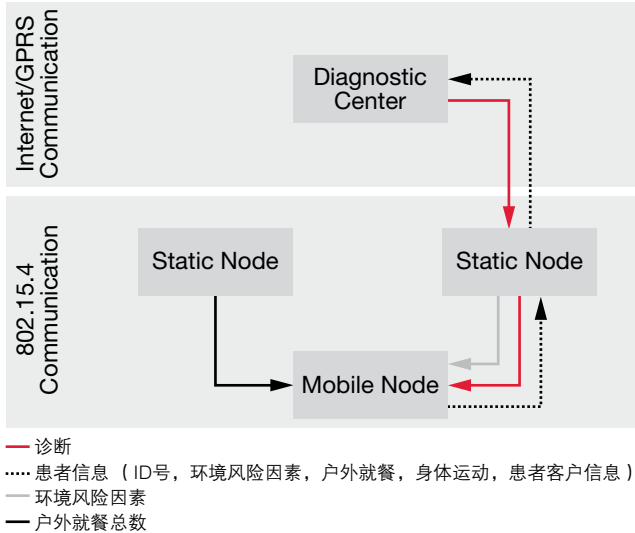 Internet/GPRS
Communication
Diagnostic
Center
802.15.4
Communication
Static Node
Static Node
Mobile Node
诊断
患者信息 （ID号，环境风险因素，户外就餐，身体运动，患者客户信息）
环境风险因素
户外就餐总数